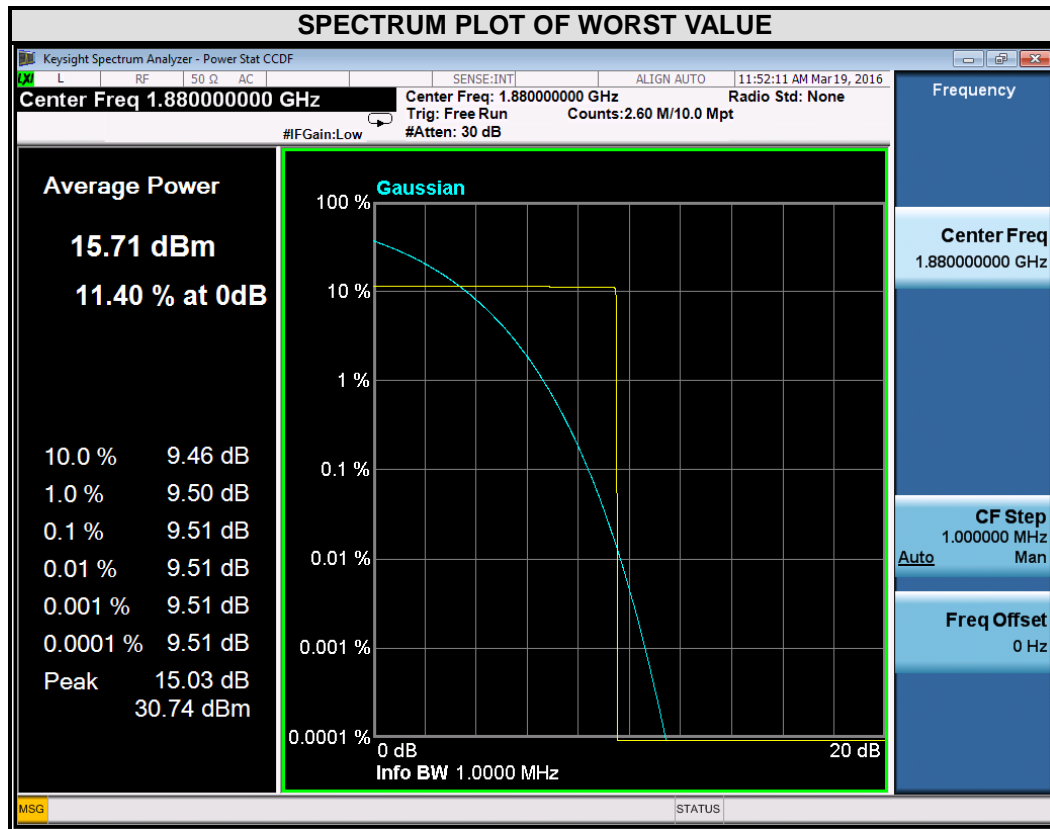 SPECTRUM PLOT OF WORST VALUE
Keysight Spectrum Analyzer - Power Stat CCDF
LXI L RF 50 Ω AC SENSE:INT ALIGN AUTO 11:52:11 AM Mar 19, 2016
Center Freq 1.880000000 GHz
#IFGain:Low
Center Freq: 1.880000000 GHz Radio Std: None
Trig: Free Run Counts:2.60 M/10.0 Mpt
#Atten: 30 dB
Average Power
15.71 dBm
11.40 % at 0dB
10.0 % 9.46 dB
1.0 % 9.50 dB
0.1 % 9.51 dB
0.01 % 9.51 dB
0.001 % 9.51 dB
0.0001 % 9.51 dB
Peak 15.03 dB
30.74 dBm
Gaussian
100 %
10 %
1 %
0.1 %
0.01 %
0.001 %
0.0001 %
0 dB 20 dB
Info BW 1.0000 MHz
Frequency
Center Freq
1.880000000 GHz
CF Step
1.000000 MHz
Auto Man
Freq Offset
0 Hz
MSG STATUS